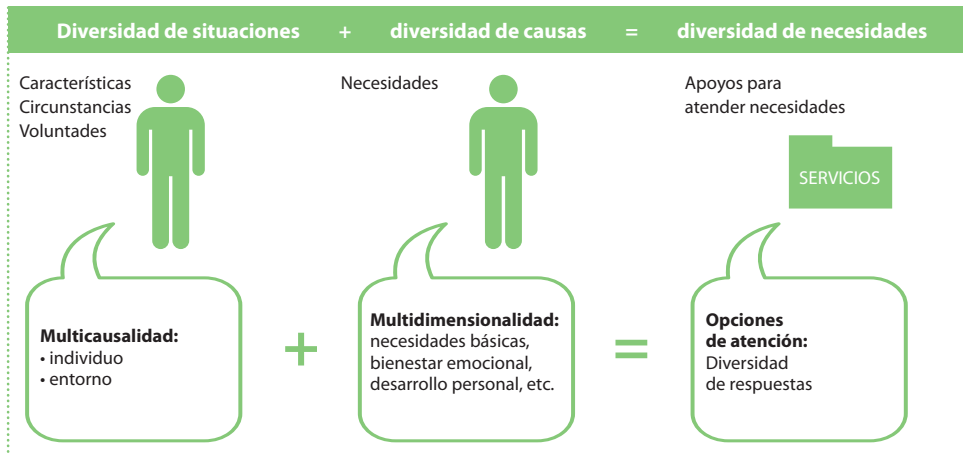 Diversidad de situaciones + diversidad de causas = diversidad de necesidades
Características
Circunstancias
Voluntades
Necesidades
Apoyos para
atender necesidades
SERVICIOS
Multicausalidad:
• individuo
• entorno
+
Multidimensionalidad:
necesidades básicas,
bienestar emocional,
desarrollo personal, etc.
=
Opciones
de atención:
Diversidad
de respuestas